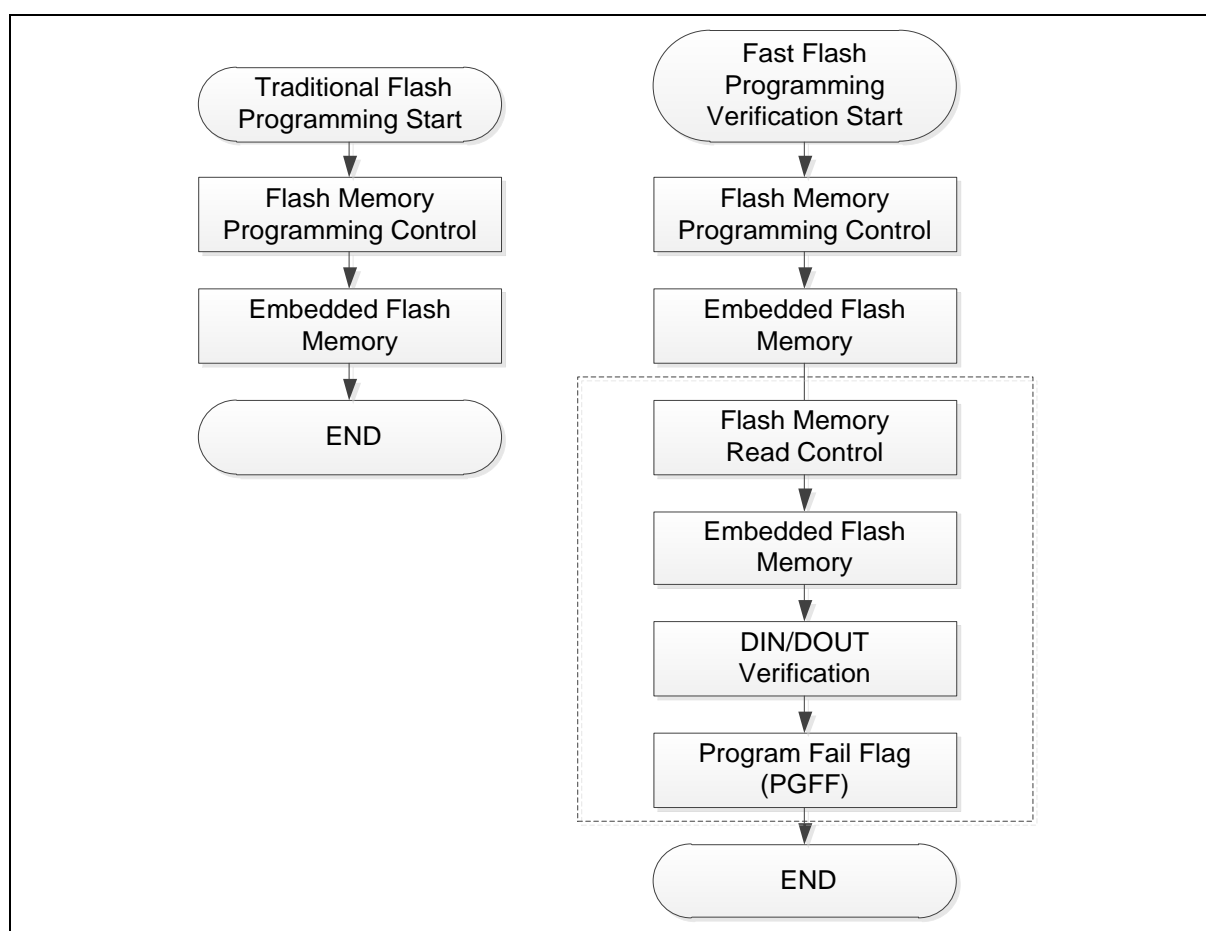 Traditional Flash
Programming Start
Flash Memory
Programming Control
Embedded Flash
Memory
END
Fast Flash
Programming
Verification Start
Flash Memory
Programming Control
Embedded Flash
Memory
Flash Memory
Read Control
Embedded Flash
Memory
DIN/DOUT
Verification
Program Fail Flag
(PGFF)
END